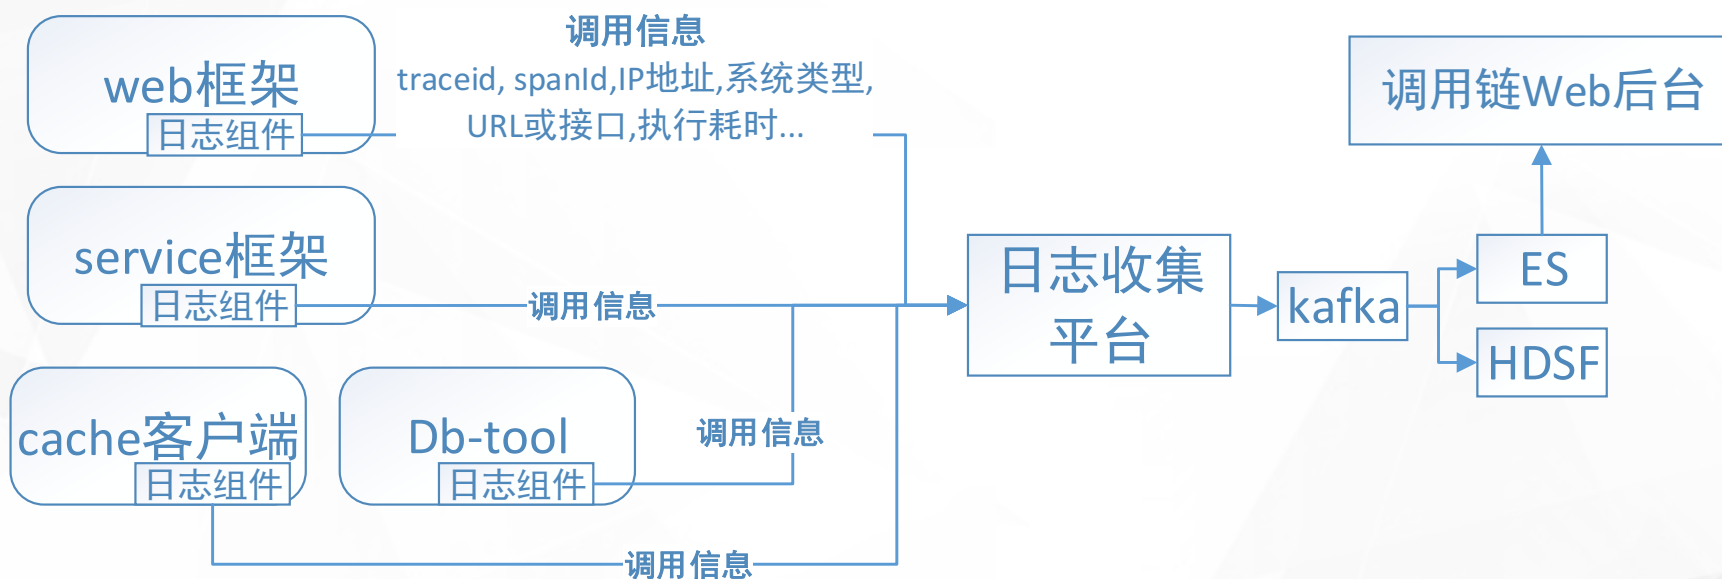 调用信息
traceid, spanId,IP地址,系统类型,
URL或接口,执行耗时...
web框架
日志组件
调用链Web后台
service框架
日志组件
调用信息
日志收集
平台
kafka
ES
HDSF
cache客户端
日志组件
Db-tool
日志组件
调用信息
调用信息